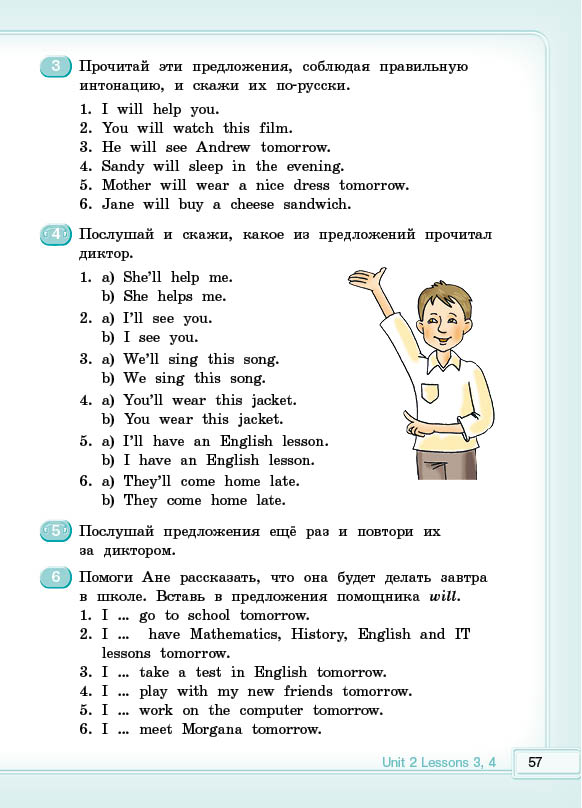 3 Прочитай эти предложения, соблюдая правильную
интонацию, и скажи их по-русски.
1. I will help you.
2. You will watch this film.
3. He will see Andrew tomorrow.
4. Sandy will sleep in the evening.
5. Mother will wear a nice dress tomorrow.
6. Jane will buy a cheese sandwich.
4 Послушай и скажи, какое из предложений прочитал
диктор.
1. a) She'll help me.
b) She helps me.
2. a) I'll see you.
b) I see you.
3. a) We'll sing this song.
b) We sing this song.
4. a) You'll wear this jacket.
b) You wear this jacket.
5. a) I'll have an English lesson.
b) I have an English lesson.
6. a) They'll come home late.
b) They come home late.
5 Послушай предложения ещё раз и повтори их
за диктором.
6 Помоги Ане рассказать, что она будет делать завтра
в школе. Вставь в предложения помощника will.
1. I ... go to school tomorrow.
2. I ... have Mathematics, History, English and IT
lessons tomorrow.
3. I ... take a test in English tomorrow.
4. I ... play with my new friends tomorrow.
5. I ... work on the computer tomorrow.
6. I ... meet Morgana tomorrow.
Unit 2 Lessons 3, 4 57